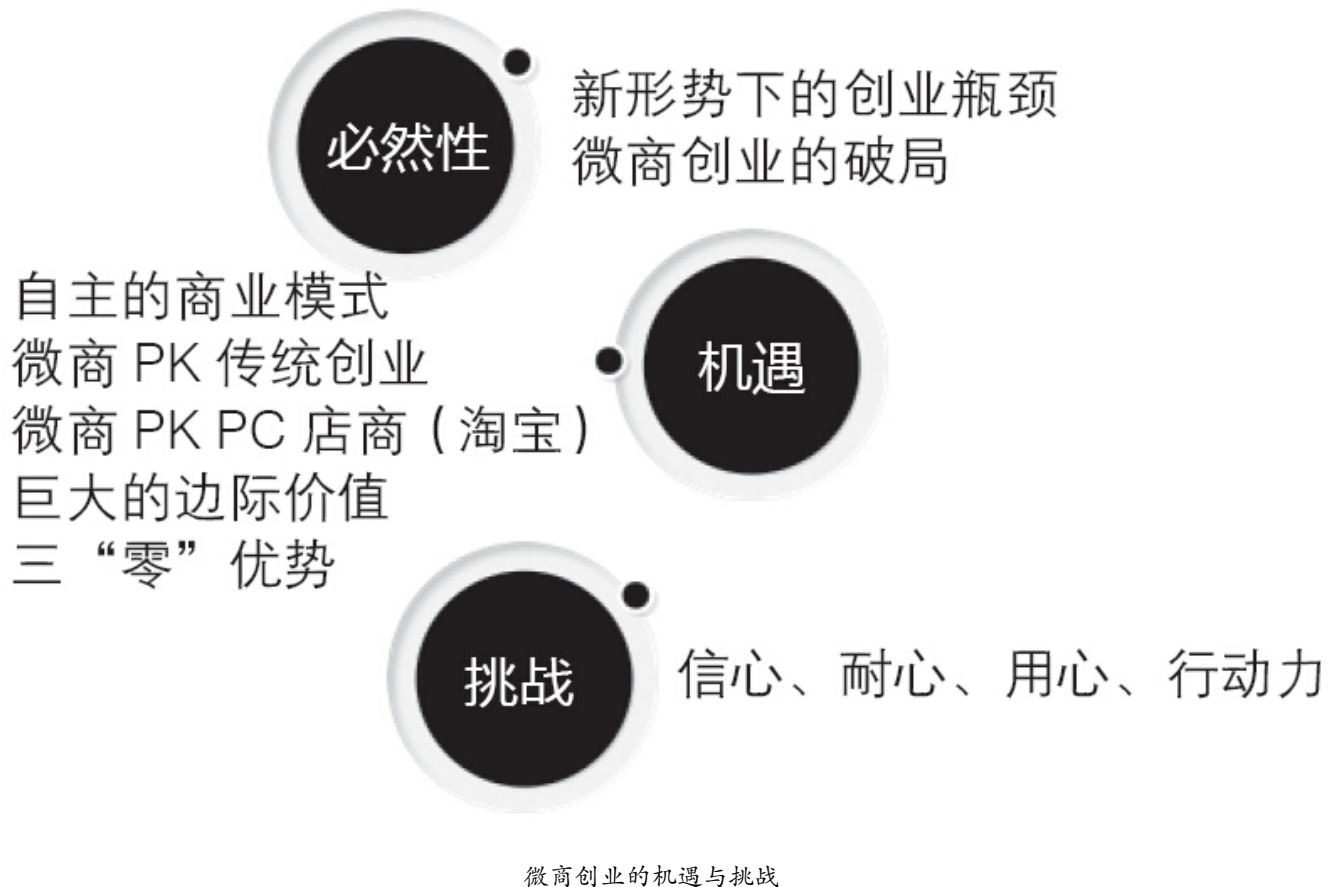 必然性
新形势下的创业瓶颈
微商创业的破局
自主的商业模式
微商 PK 传统创业
微商 PK PC 店商（淘宝）
巨大的边际价值
三“零”优势
机遇
挑战
信心、耐心、用心、行动力
微商创业的机遇与挑战